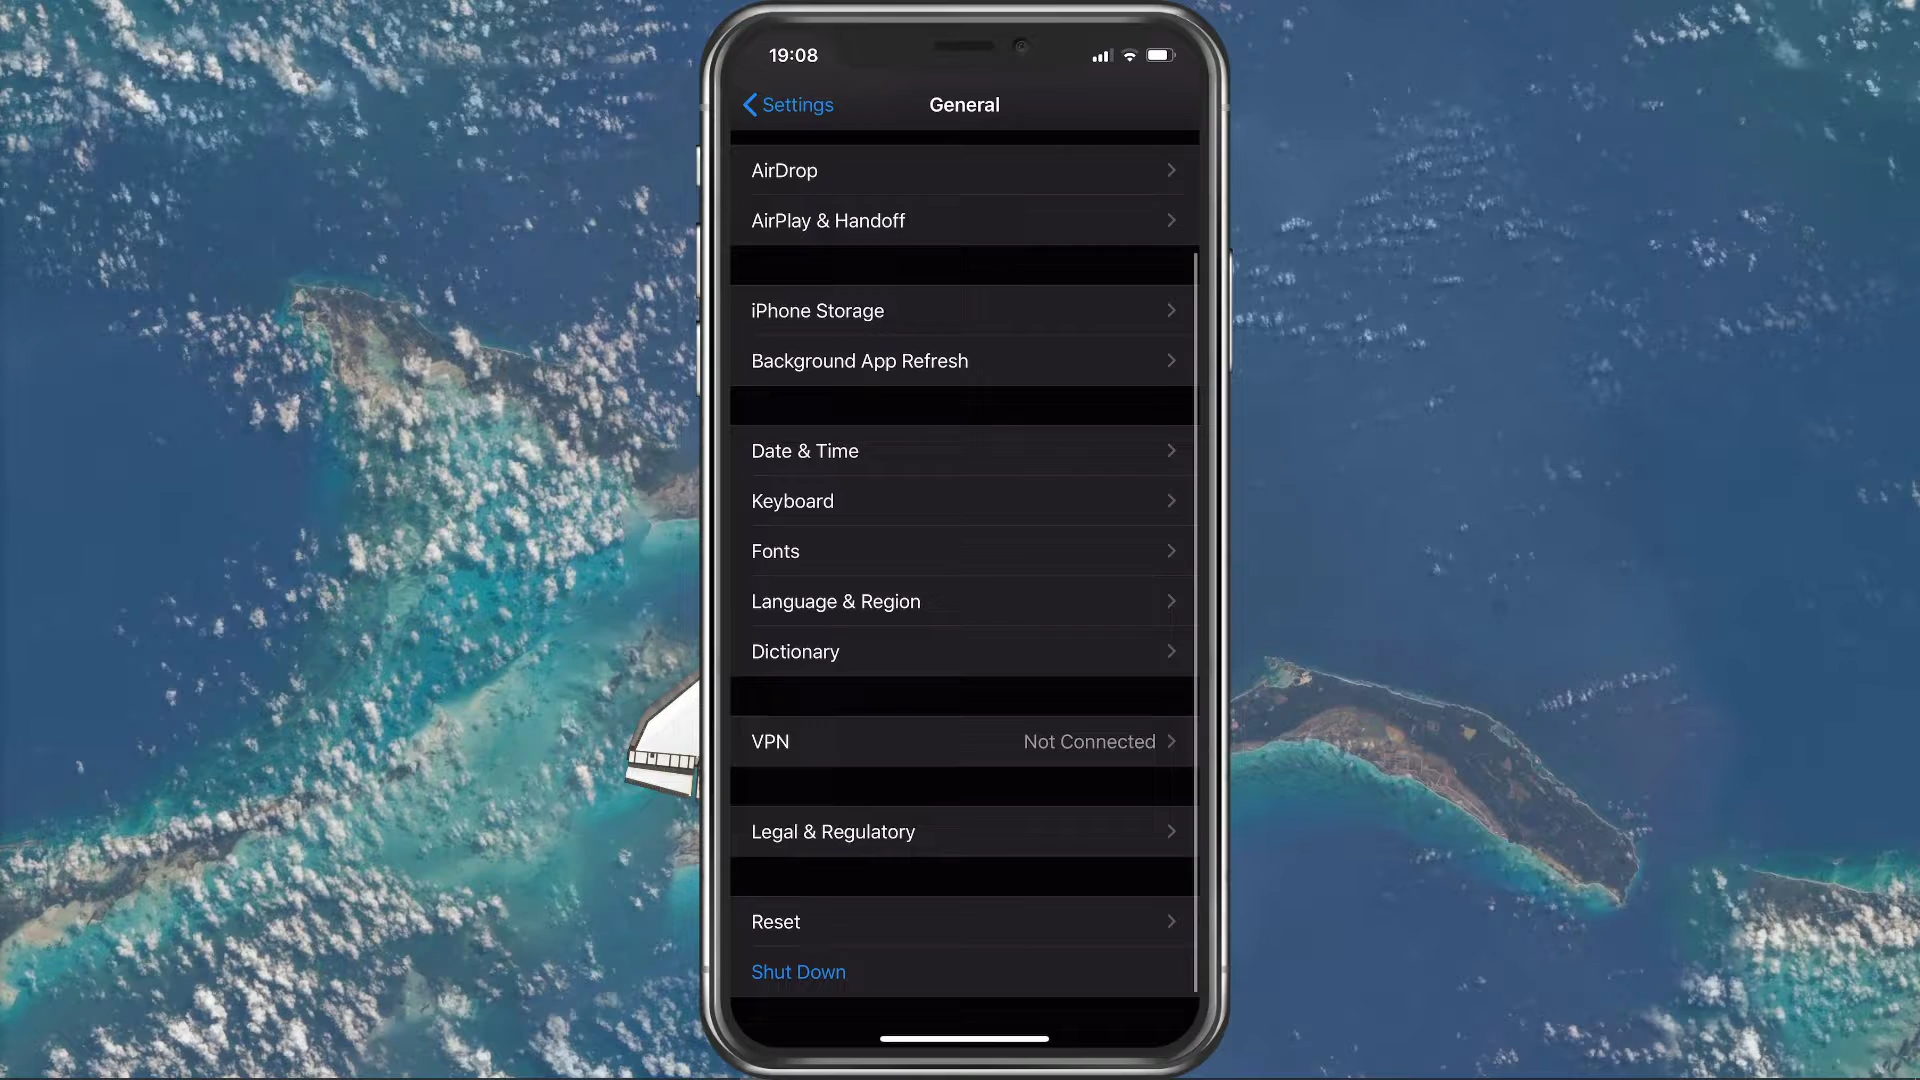 19:08
Settings
General
AirDrop
AirPlay & Handoff
iPhone Storage
Background App Refresh
Date & Time
Keyboard
Fonts
Language & Region
Dictionary
VPN Not Connected
Legal & Regulatory
Reset
Shut Down